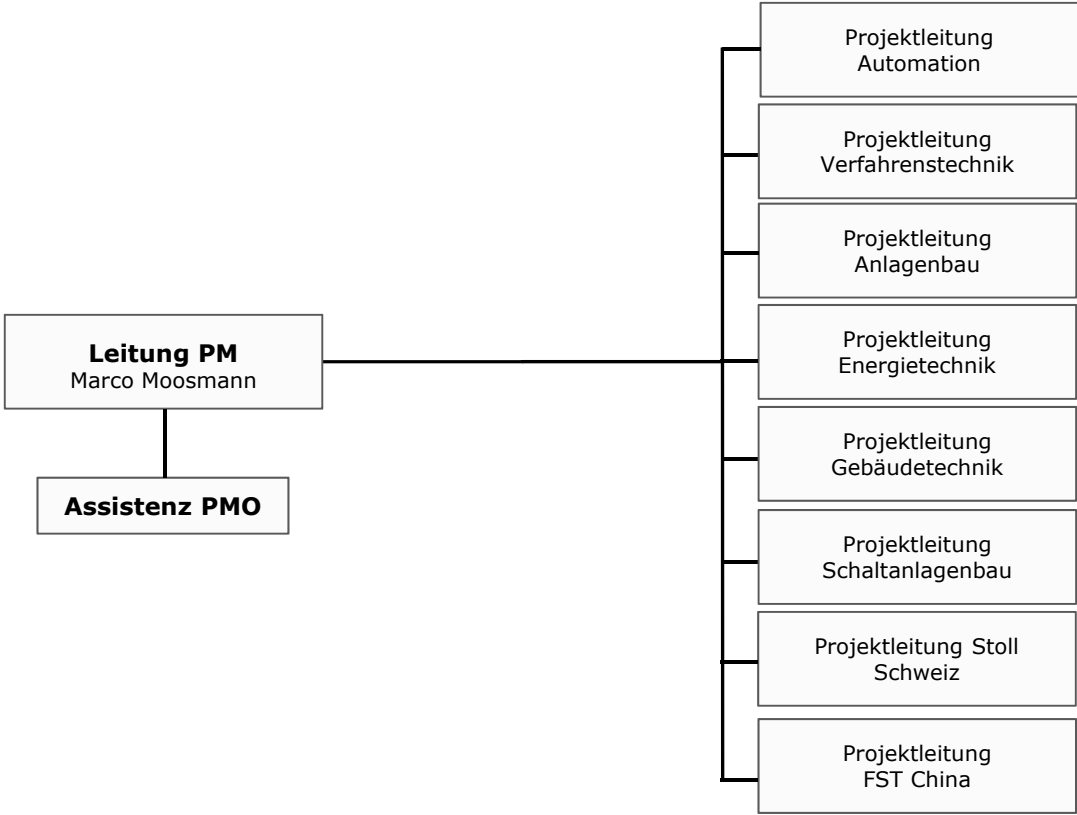 Leitung PM
Marco Moosmann
Assistenz PMO
Projektleitung
Automation
Projektleitung
Verfahrenstechnik
Projektleitung
Anlagenbau
Projektleitung
Energietechnik
Projektleitung
Gebäudetechnik
Projektleitung
Schaltanlagenbau
Projektleitung Stoll
Schweiz
Projektleitung
FST China